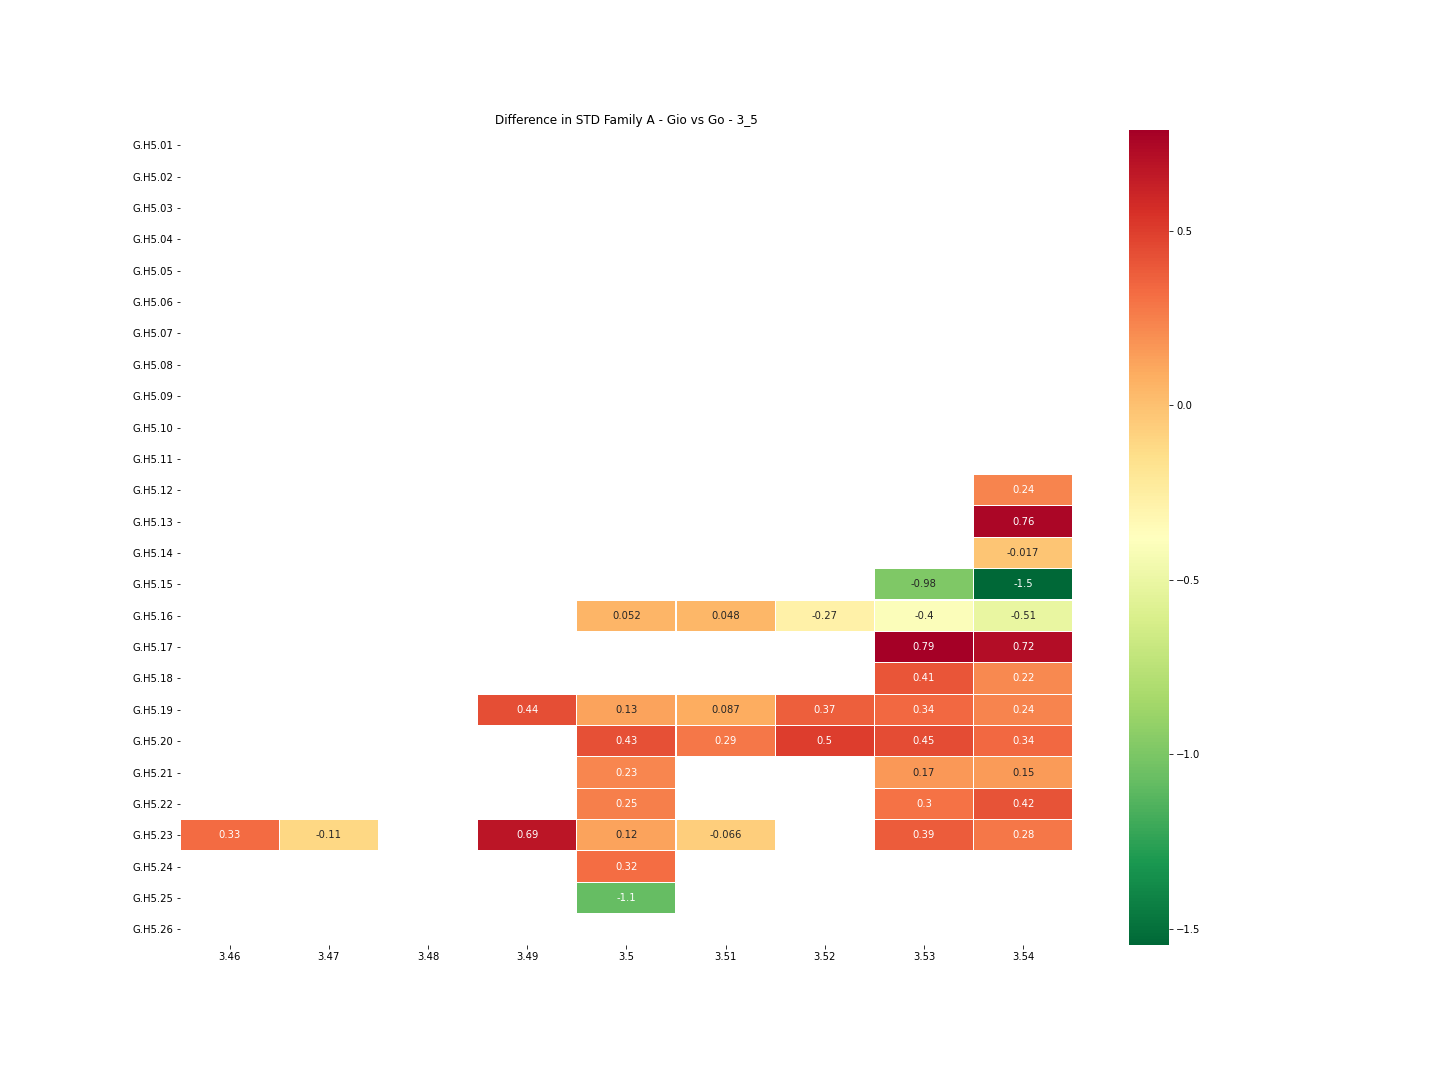 Difference in STD Family A - Gio vs Go - 3_5
G.H5.01
G.H5.02
G.H5.03
G.H5.04
G.H5.05
G.H5.06
G.H5.07
G.H5.08
G.H5.09
G.H5.10
G.H5.11
G.H5.12 0.24
G.H5.13 0.76
G.H5.14 -0.017
G.H5.15 -0.98 -1.5
G.H5.16 0.052 0.048 -0.27 -0.4 -0.51
G.H5.17 0.79 0.72
G.H5.18 0.41 0.22
G.H5.19 0.44 0.13 0.087 0.37 0.34 0.24
G.H5.20 0.43 0.29 0.5 0.45 0.34
G.H5.21 0.23 0.17 0.15
G.H5.22 0.25 0.3 0.42
G.H5.23 0.33 -0.11 0.69 0.12 -0.066 0.39 0.28
G.H5.24 0.32
G.H5.25 -1.1
G.H5.26
3.46 3.47 3.48 3.49 3.5 3.51 3.52 3.53 3.54
0.5
0.0
−0.5
−1.0
−1.5